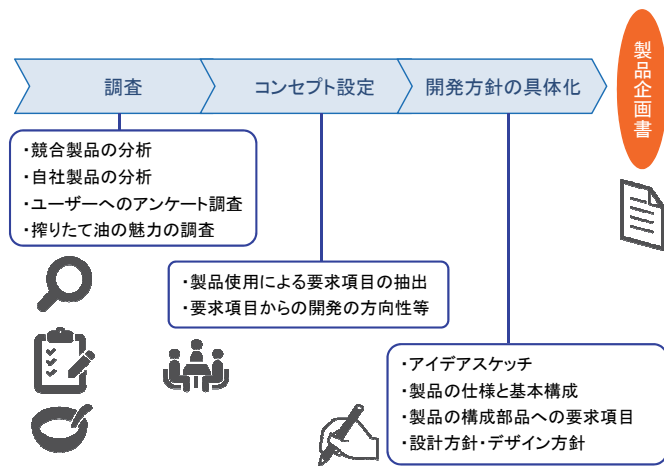 調査
コンセプト設定
開発方針の具体化
製品企画書
・競合製品の分析
・自社製品の分析
・ユーザーへのアンケート調査
・搾りたて油の魅力の調査
・製品使用による要求項目の抽出
・要求項目からの開発の方向性等
・アイデアスケッチ
・製品の仕様と基本構成
・製品の構成部品への要求項目
・設計方針・デザイン方針